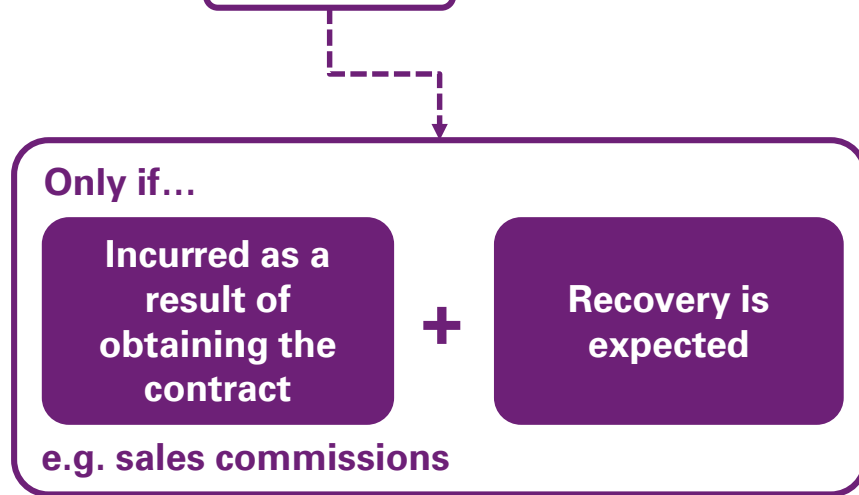 Only if…
Incurred as a
result of
obtaining the
contract
+
Recovery is
expected
e.g. sales commissions